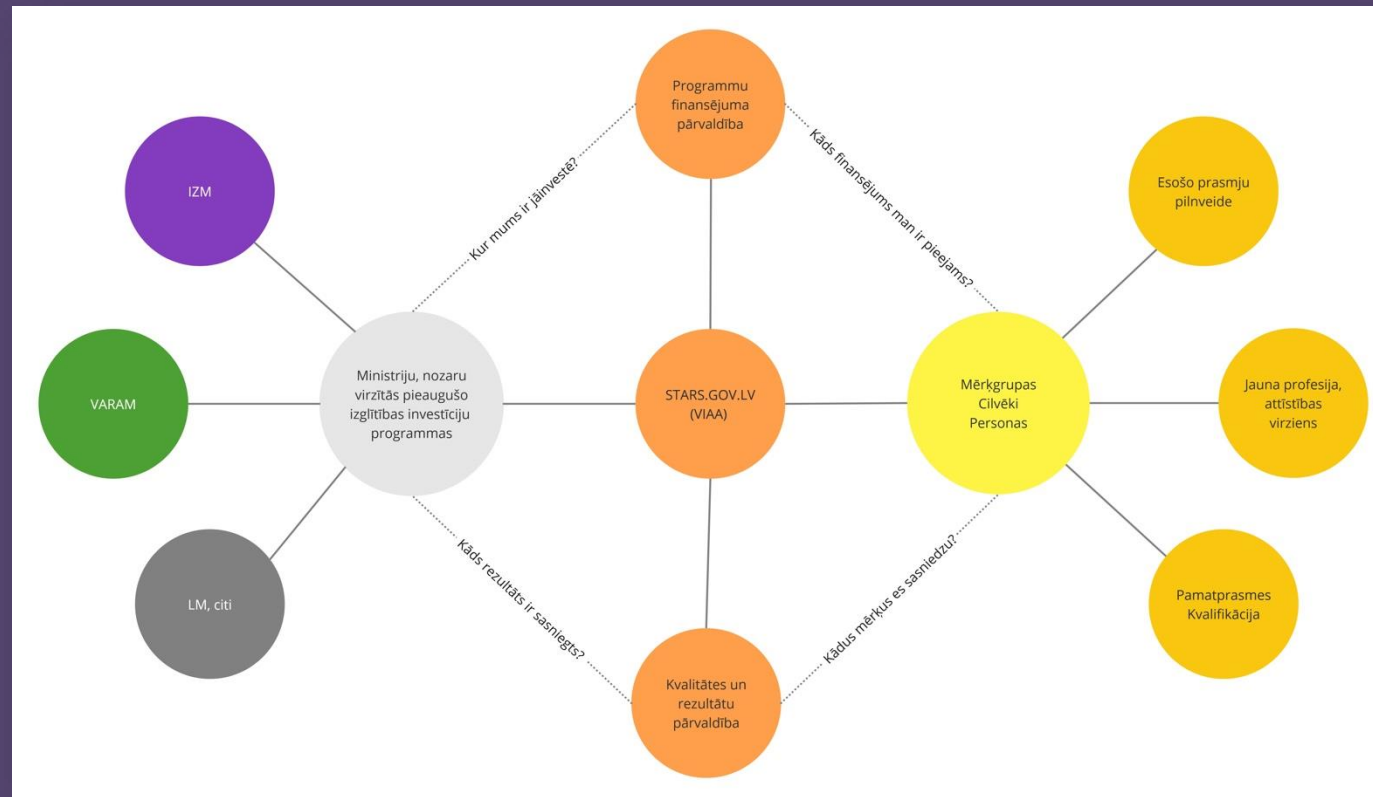 Programmu
finansējuma
pārvaldība
Kur mums ir jāinvestē?
Kāds finansējums man ir pieejams?
IZM
Esošo prasmju
pilnveide
VARAM
Ministriju, nozaru
virzītās pieaugušo
izglītības investīciju
programmas
STARS.GOV.LV
(VIAA)
Mērķgrupas
Cilvēki
Personas
Jauna profesija,
attīstības
virziens
LM, citi
Kāds rezultāts ir sasniegts?
Kādus mērķus es sasniedzu?
Pamatprasmes
Kvalifikācija
Kvalitātes un
rezultātu
pārvaldība